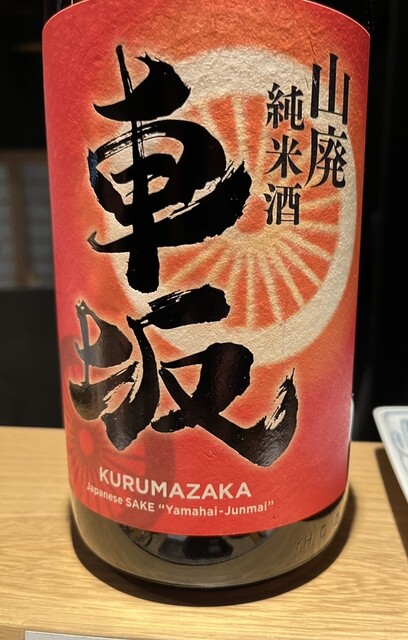 山廃
純米酒
車坂
KURUMAZAKA
Japanese SAKE "Yamahai-Junmai"